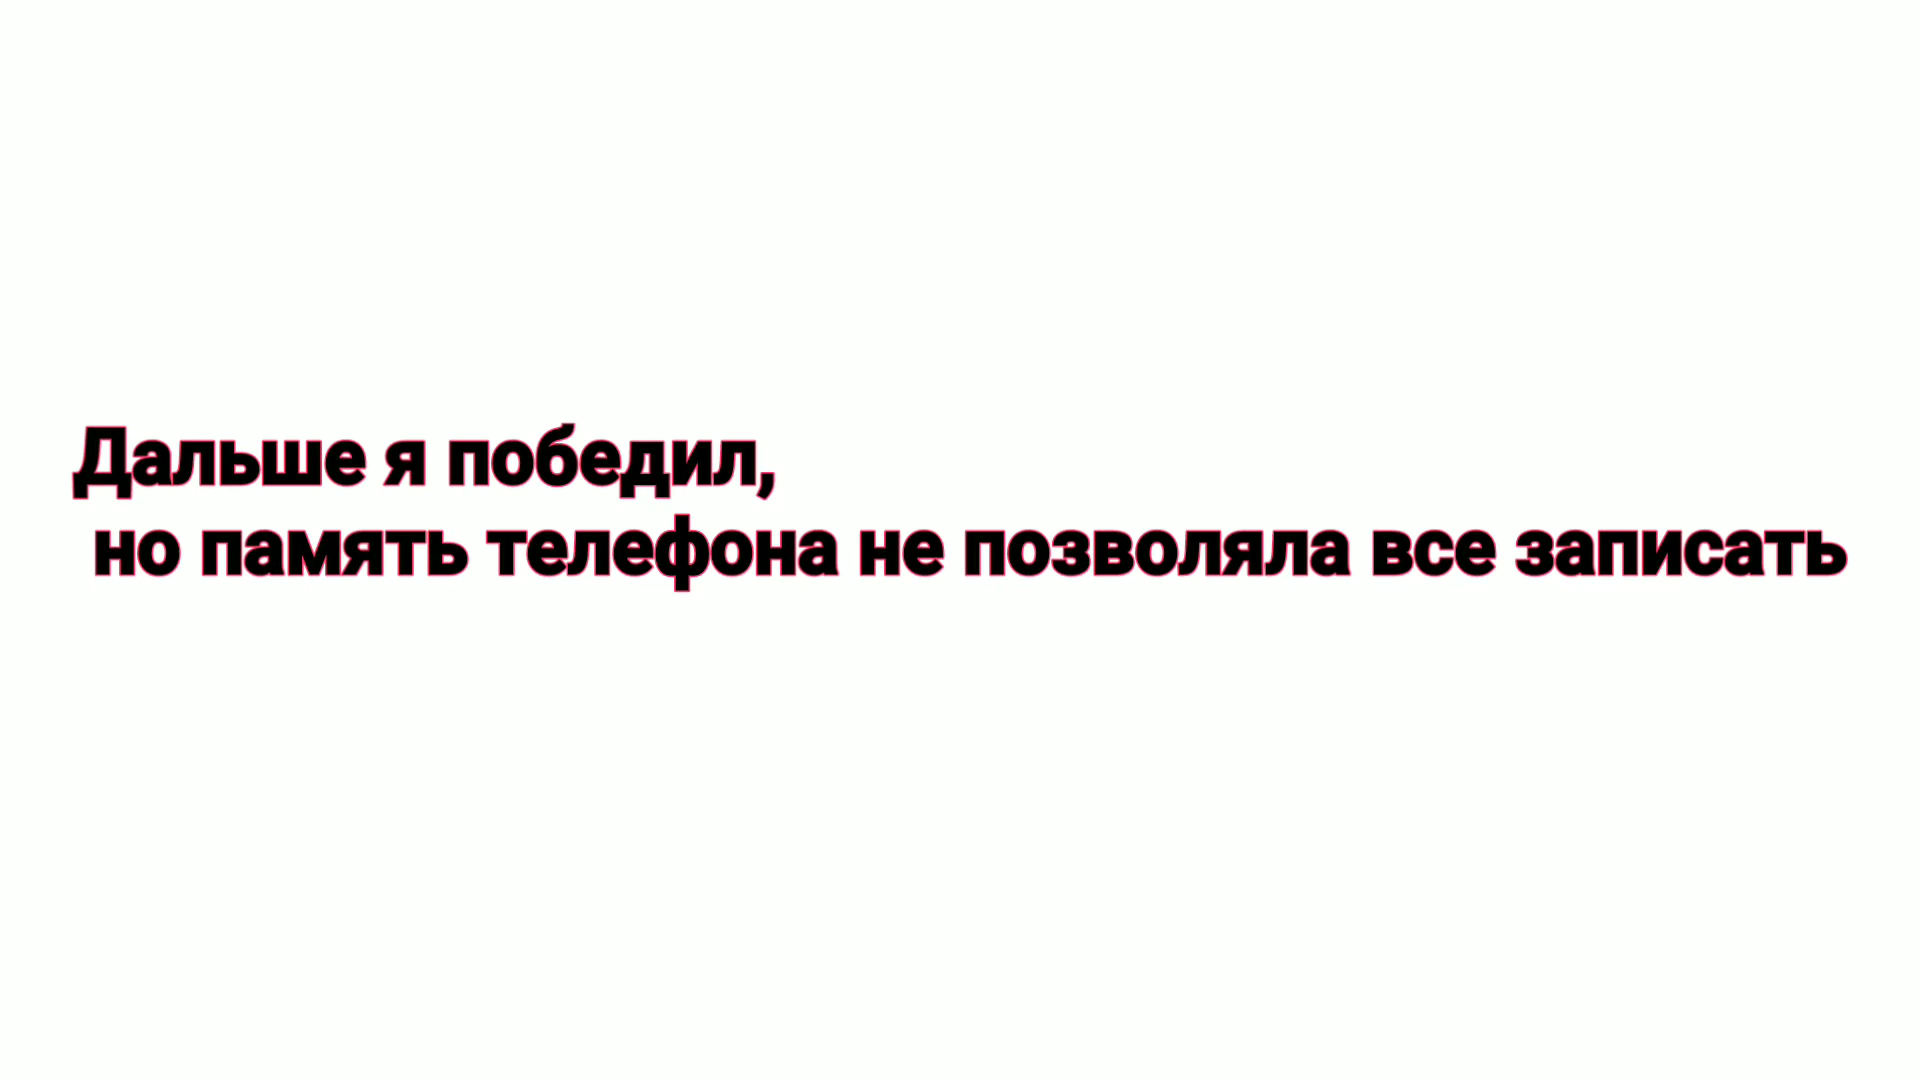 Дальше я победил,
но память телефона не позволяла все записать